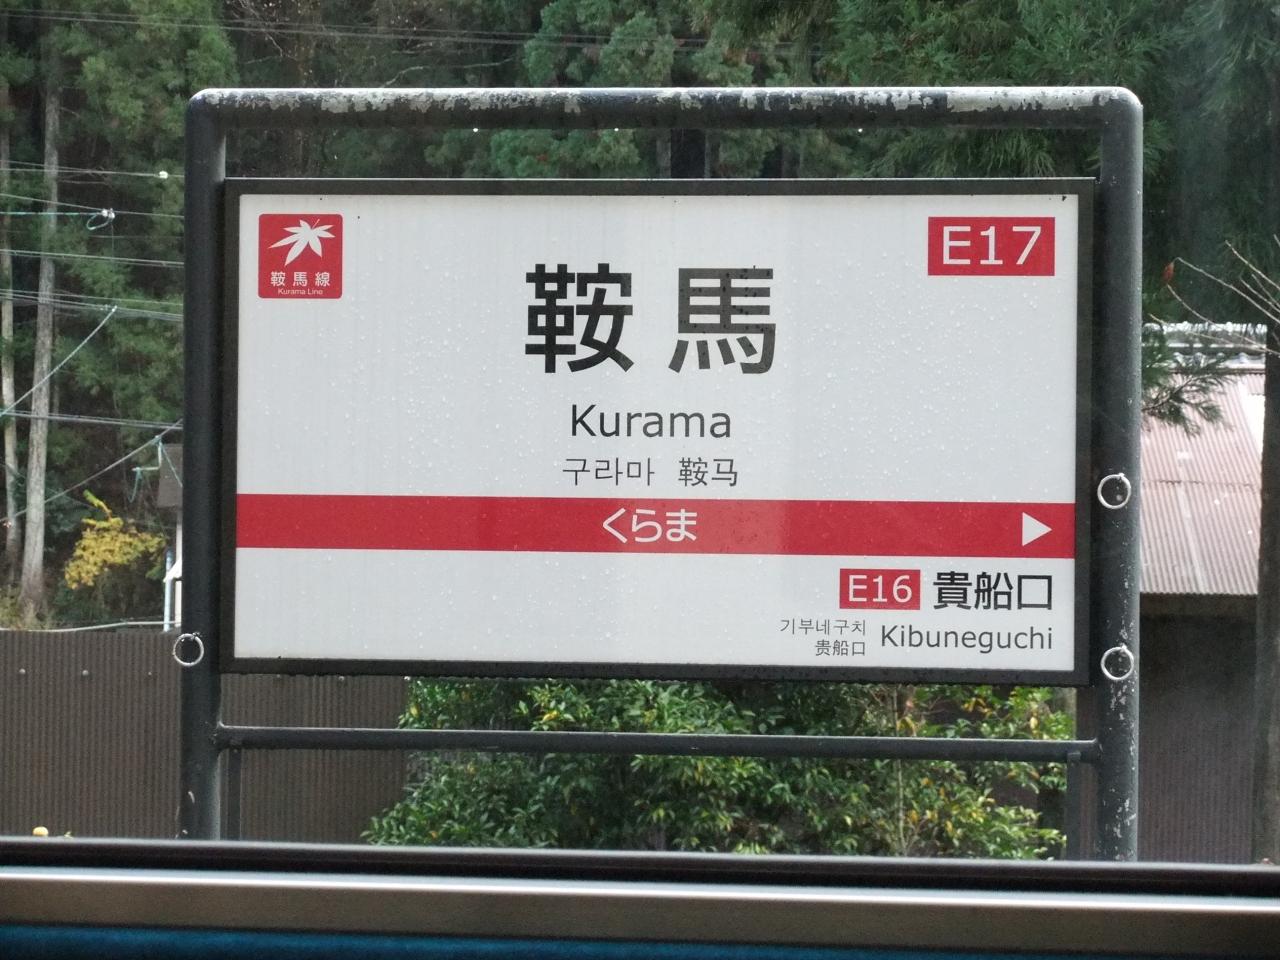 鞍馬線
Kurama Line
E17
鞍馬
Kurama
구라마 鞍马
くらま
E16 貴船口
기부네구치
贵船口
Kibuneguchi